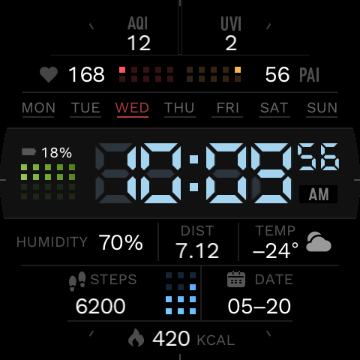 AQI UVI
12 2
168 56 PAI
MON TUE WED THU FRI SAT SUN
18% 10:09 56
AM
HUMIDITY 70% DIST 7.12 TEMP –24°
STEPS DATE
6200 05–20
420 KCAL